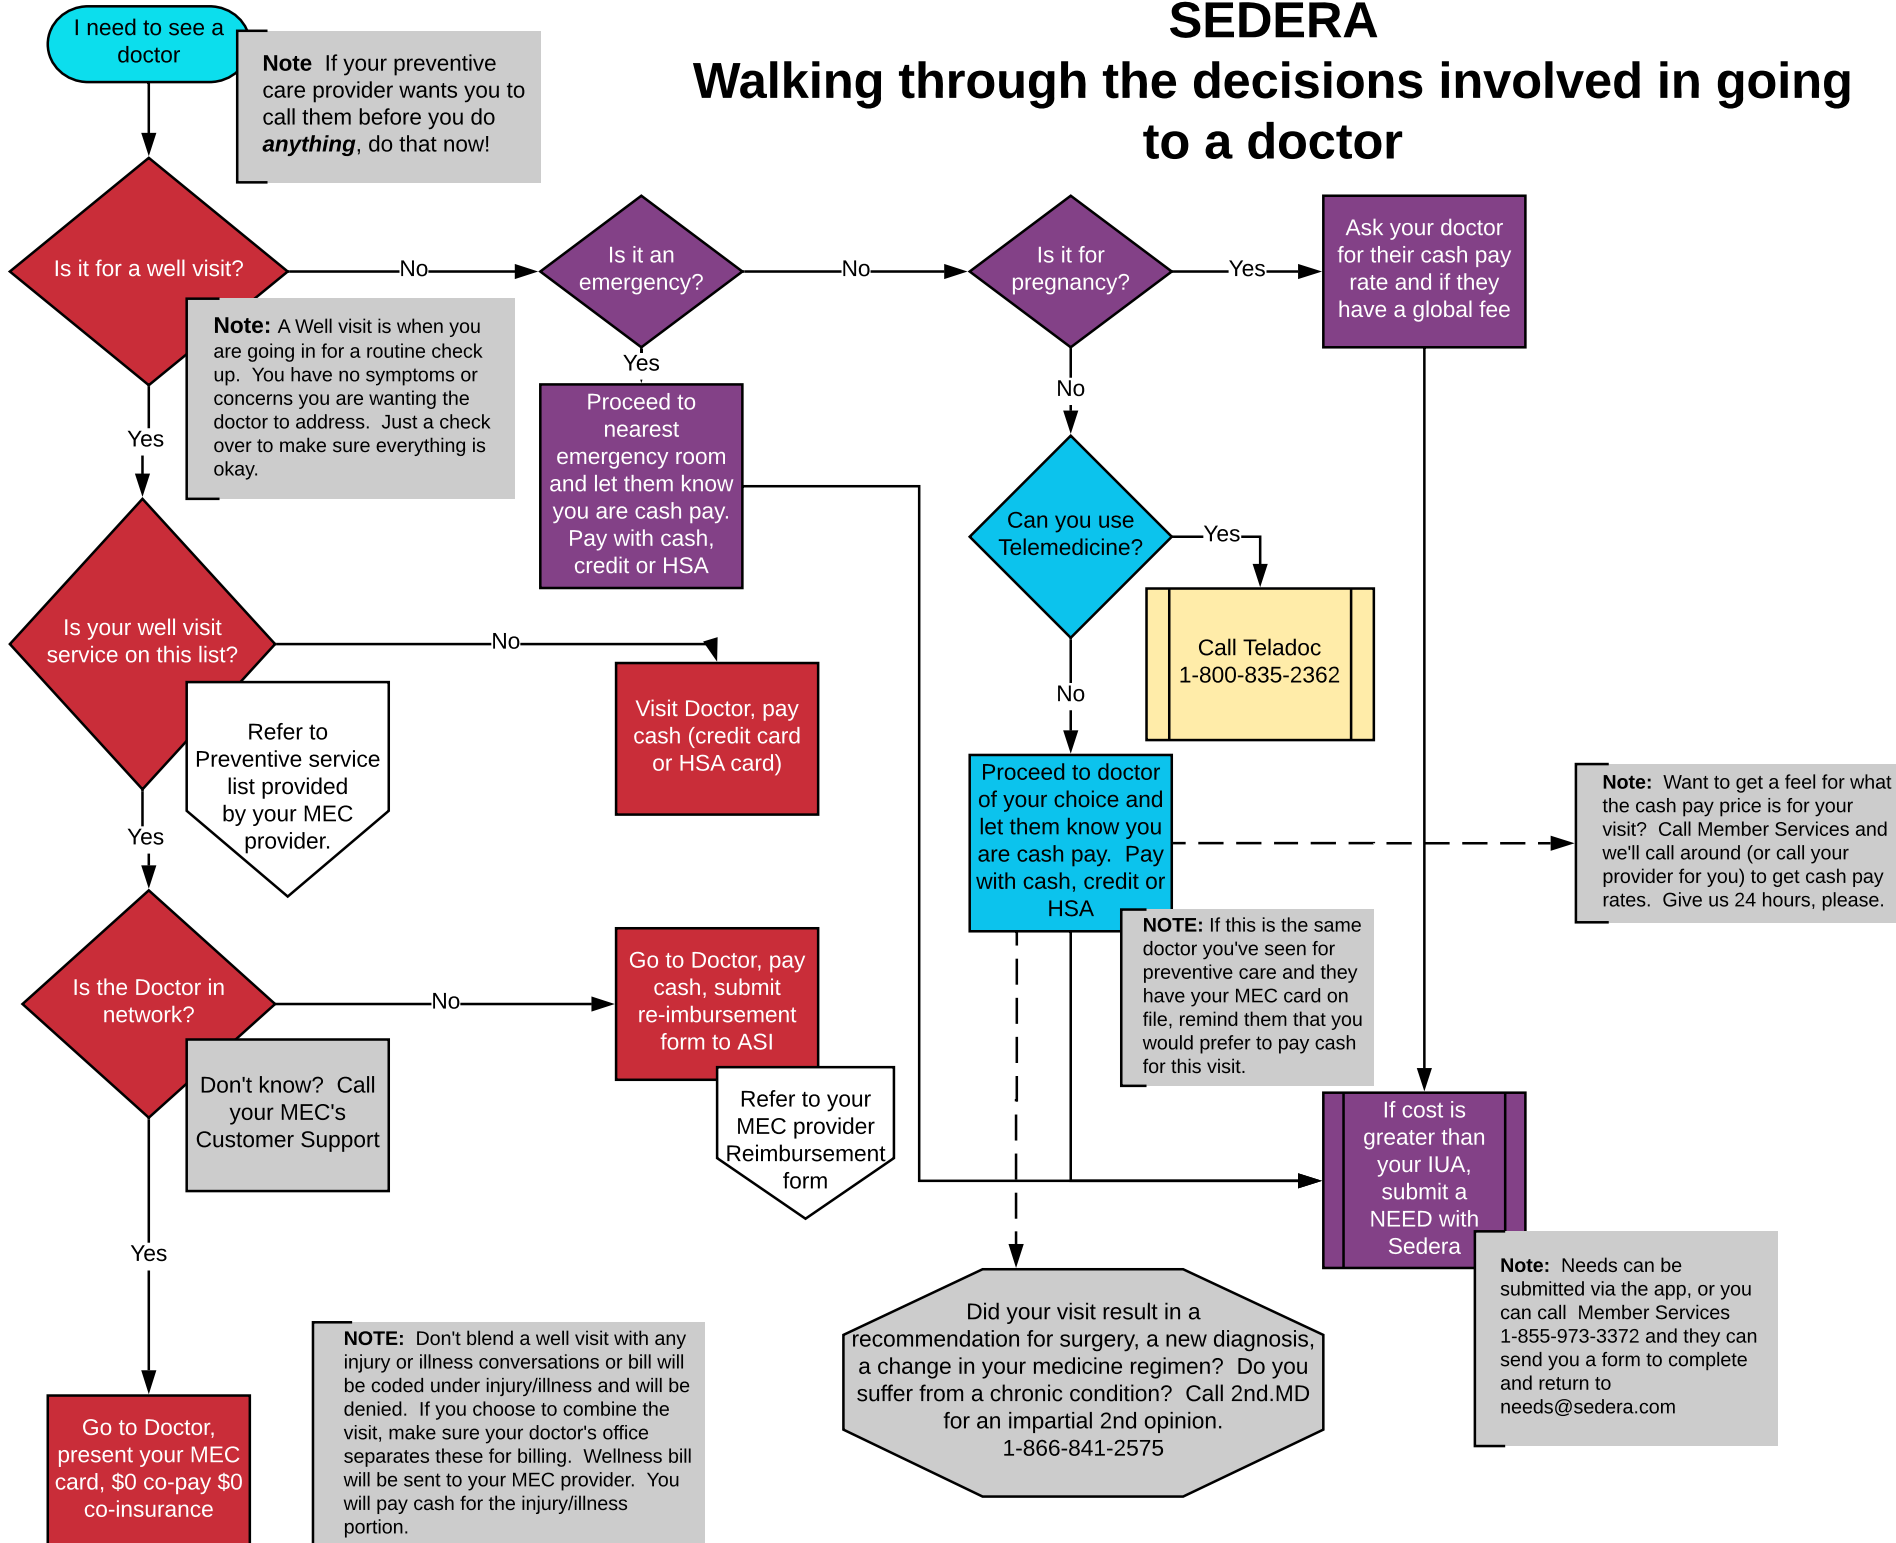 SEDERA
Walking through the decisions involved in going
to a doctor
I need to see a
doctor
Note  If your preventive
care provider wants you to
call them before you do
anything, do that now!
Is it for a well visit?
No
Is it an
emergency?
No
Is it for
pregnancy?
Yes
Ask your doctor
for their cash pay
rate and if they
have a global fee
Note: A Well visit is when you
are going in for a routine check
up.  You have no symptoms or
concerns you are wanting the
doctor to address.  Just a check
over to make sure everything is
okay.
Yes
Yes
Proceed to
nearest
emergency room
and let them know
you are cash pay.
Pay with cash,
credit or HSA
No
Can you use
Telemedicine?
Yes
Call Teladoc
1-800-835-2362
No
Is your well visit
service on this list?
No
Visit Doctor, pay
cash (credit card
or HSA card)
Refer to
Preventive service
list provided
by your MEC
provider.
Yes
Proceed to doctor
of your choice and
let them know you
are cash pay.  Pay
with cash, credit or
HSA
Note:  Want to get a feel for what
the cash pay price is for your
visit?  Call Member Services and
we'll call around (or call your
provider for you) to get cash pay
rates.  Give us 24 hours, please.
NOTE: If this is the same
doctor you've seen for
preventive care and they
have your MEC card on
file, remind them that you
would prefer to pay cash
for this visit.
Is the Doctor in
network?
No
Go to Doctor, pay
cash, submit
re-imbursement
form to ASI
Don't know?  Call
your MEC's
Customer Support
Refer to your
MEC provider
Reimbursement
form
If cost is
greater than
your IUA,
submit a
NEED with
Sedera
Note:  Needs can be
submitted via the app, or you
can call  Member Services
1-855-973-3372 and they can
send you a form to complete
and return to
needs@sedera.com
Yes
Did your visit result in a
recommendation for surgery, a new diagnosis,
a change in your medicine regimen?  Do you
suffer from a chronic condition?  Call 2nd.MD
for an impartial 2nd opinion.
1-866-841-2575
Go to Doctor,
present your MEC
card, $0 co-pay $0
co-insurance
NOTE:  Don't blend a well visit with any
injury or illness conversations or bill will
be coded under injury/illness and will be
denied.  If you choose to combine the
visit, make sure your doctor's office
separates these for billing.  Wellness bill
will be sent to your MEC provider.  You
will pay cash for the injury/illness
portion.